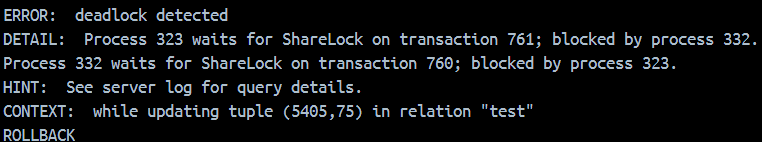 ERROR:  deadlock detected
DETAIL:  Process 323 waits for ShareLock on transaction 761; blocked by process 332.
Process 332 waits for ShareLock on transaction 760; blocked by process 323.
HINT:  See server log for query details.
CONTEXT:  while updating tuple (5405,75) in relation "test"
ROLLBACK